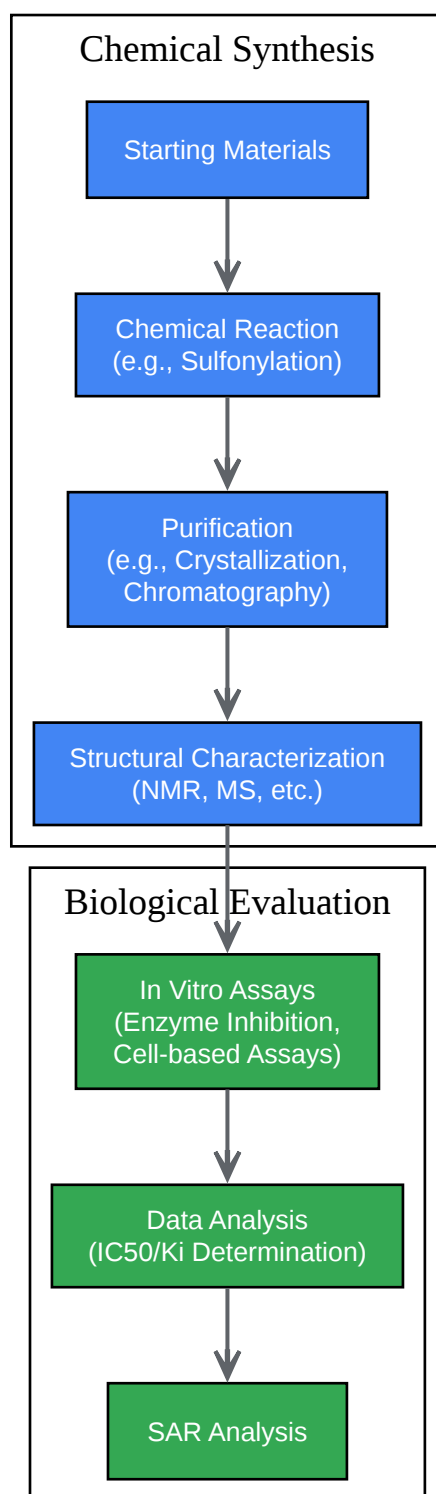 Chemical Synthesis
Starting Materials
Chemical Reaction
(e.g., Sulfonylation)
Purification
(e.g., Crystallization,
Chromatography)
Structural Characterization
(NMR, MS, etc.)
Biological Evaluation
In Vitro Assays
(Enzyme Inhibition,
Cell-based Assays)
Data Analysis
(IC50/Ki Determination)
SAR Analysis